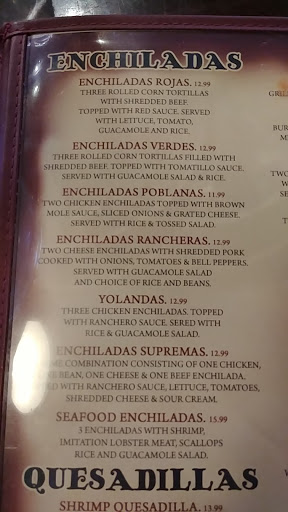 ENCHILADAS
ENCHILADAS ROJAS. 12.99
THREE ROLLED CORN TORTILLAS
WITH SHREDDED BEEF.
TOPPED WITH RED SAUCE. SERVED
WITH LETTUCE, TOMATO,
GUACAMOLE AND RICE.
ENCHILADAS VERDES. 12.99
THREE ROLLED CORN TORTILLAS FILLED WITH
SHREDDED BEEF. TOPPED WITH TOMATILLO SAUCE.
SERVED WITH GUACAMOLE SALAD & RICE.
ENCHILADAS POBLANAS. 11.99
TWO CHICKEN ENCHILADAS TOPPED WITH BROWN
MOLE SAUCE, SLICED ONIONS & GRATED CHEESE.
SERVED WITH RICE & TOSSED SALAD.
ENCHILADAS RANCHERAS. 12.99
TWO CHEESE ENCHILADAS WITH SHREDDED PORK
COOKED WITH ONIONS, TOMATOES & BELL PEPPERS.
SERVED WITH GUACAMOLE SALAD
AND CHOICE OF RICE AND BEANS.
YOLANDAS. 12.99
THREE CHICKEN ENCHILADAS. TOPPED
WITH RANCHERO SAUCE. SERED WITH
RICE & GUACAMOLE SALAD.
ENCHILADAS SUPREMAS. 12.99
COMBINATION CONSISTING OF ONE CHICKEN,
BEAN, ONE CHEESE & ONE BEEF ENCHILADA.
WITH RANCHERO SAUCE, LETUCE, TOMATOES,
SHREDDED CHEESE & SOUR CREAM.
SEAFOOD ENCHILADAS. 15.99
3 ENCHILADAS WITH SHRIMP,
IMITATION LOBSTER MEAT, SCALLOPS
RICE AND GUACAMOLE SALAD.
QUESADILLAS
SHRIMP QUESADILLA. 13.99